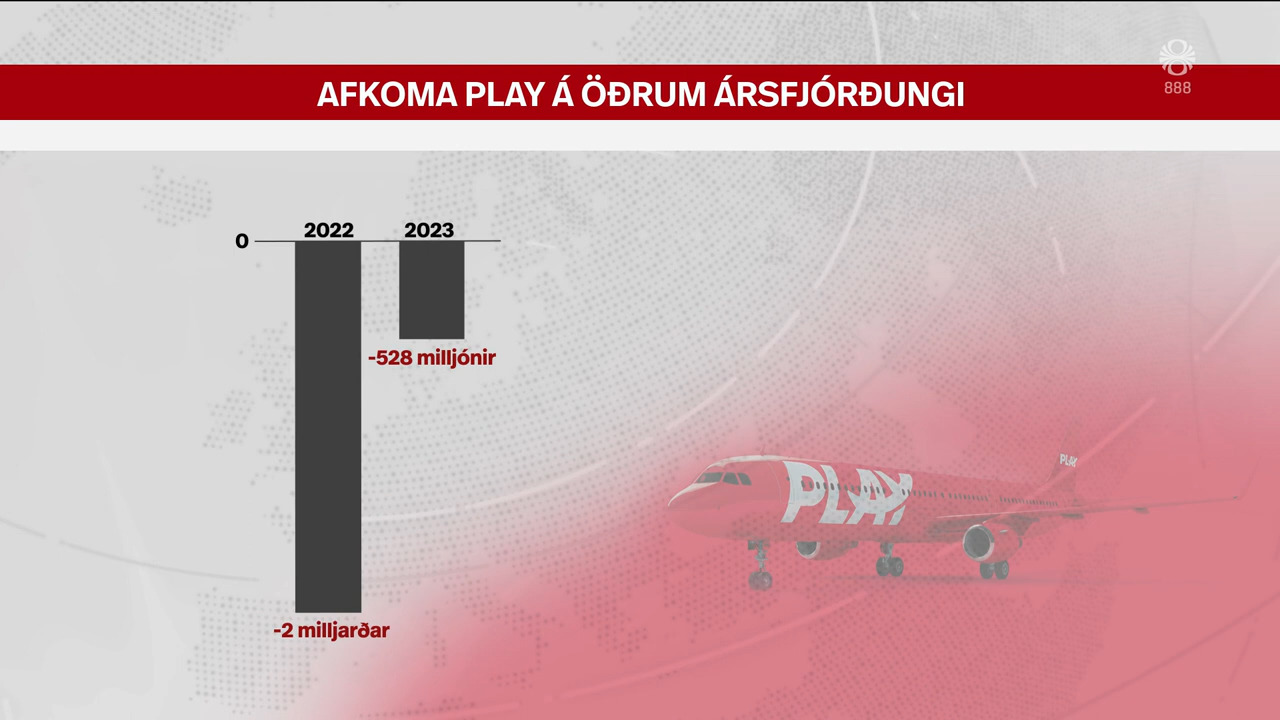 AFKOMA PLAY Á ÖÐRUM ÁRSFJÓRÐUNGI
888
2022 2023
0
-528 milljónir
-2 milljarðar
PLAY
PLAY